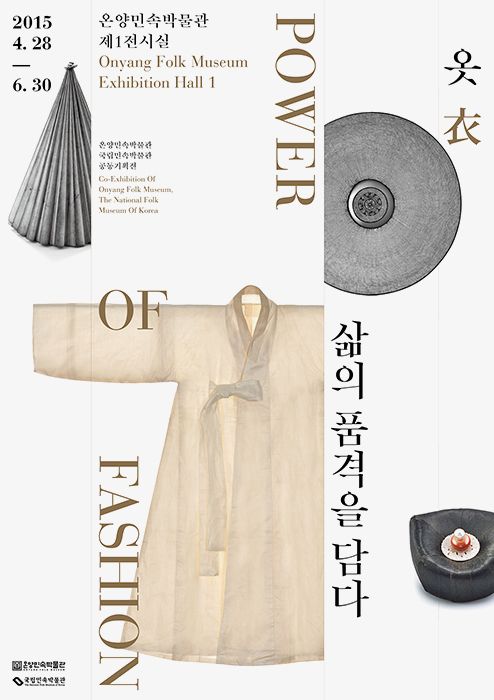 2015
4. 28
—
6. 30
온양민속박물관
제1전시실
Onyang Folk Museum
Exhibition Hall 1
온양민속박물관
국립민속박물관
공동기획전
Co-Exhibition Of
Onyang Folk Museum,
The National Folk
Museum Of Korea
POWER
OF
FASHION
옷
衣
삶의 품격을 담다
온양민속박물관
국립민속박물관